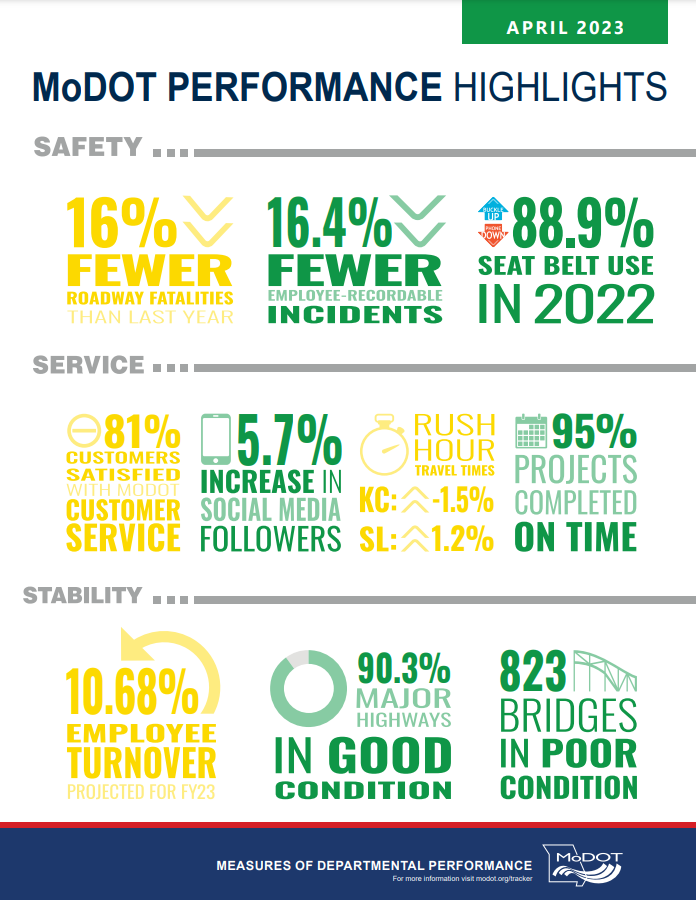 APRIL 2023
MoDOT PERFORMANCE HIGHLIGHTS
SAFETY
16%
FEWER
ROADWAY FATALITIES
THAN LAST YEAR
16.4%
FEWER
EMPLOYEE-RECORDABLE
INCIDENTS
BUCKLE
UP
PHONE
DOWN
88.9%
SEAT BELT USE
IN 2022
SERVICE
81%
CUSTOMERS
SATISFIED
WITH MODOT
CUSTOMER
SERVICE
5.7%
INCREASE IN
SOCIAL MEDIA
FOLLOWERS
RUSH
HOUR
TRAVEL TIMES
KC: -1.5%
SL: 1.2%
95%
PROJECTS
COMPLETED
ON TIME
STABILITY
10.68%
EMPLOYEE
TURNOVER
PROJECTED FOR FY23
90.3%
MAJOR
HIGHWAYS
IN GOOD
CONDITION
823
BRIDGES
IN POOR
CONDITION
MEASURES OF DEPARTMENTAL PERFORMANCE
For more information visit modot.org/tracker
MoDOT